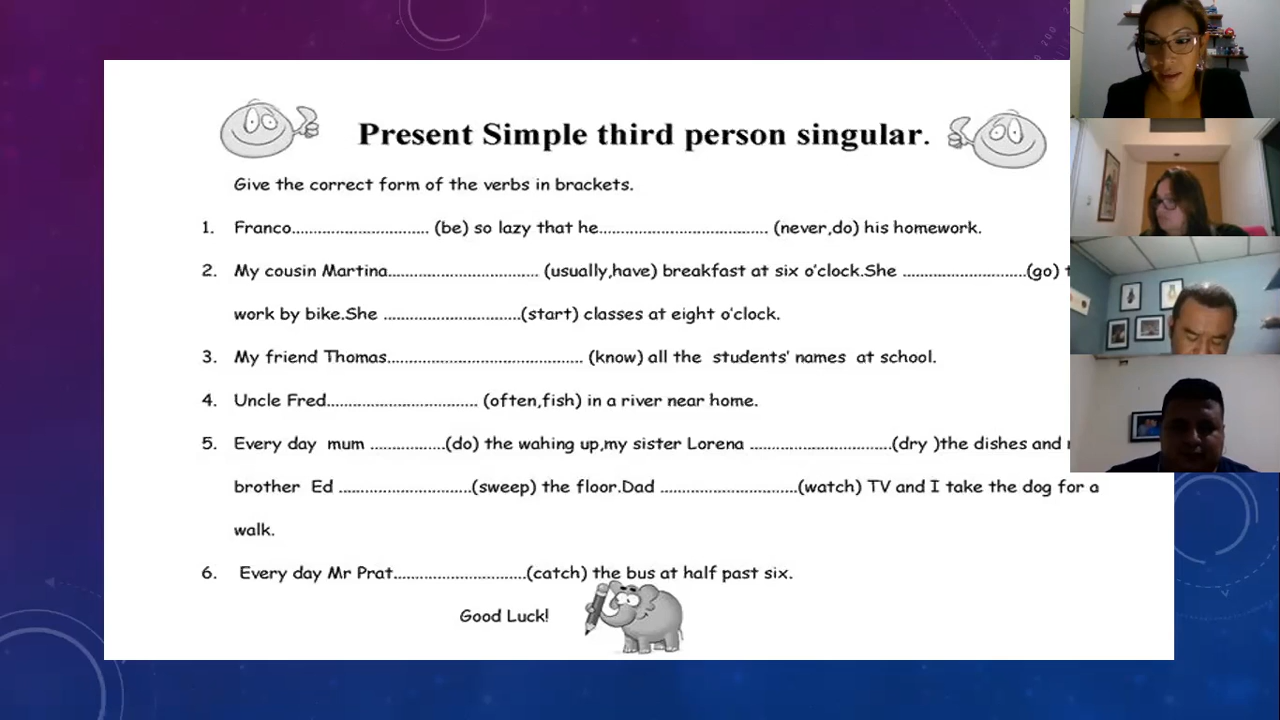 Present Simple third person singular.
Give the correct form of the verbs in brackets.
1. Franco............................. (be) so lazy that he.................................... (never,do) his homework.
2. My cousin Martina................................ (usually,have) breakfast at six o'clock.She ..........................(go) t
work by bike.She .............................(start) classes at eight o'clock.
3. My friend Thomas.......................................... (know) all the students' names at school.
4. Uncle Fred................................ (often,fish) in a river near home.
5. Every day mum ................(do) the wahing up,my sister Lorena ..............................(dry )the dishes and
brother Ed ............................(sweep) the floor.Dad .............................(watch) TV and I take the dog for a
walk.
6. Every day Mr Prat............................(catch) the bus at half past six.
Good Luck!